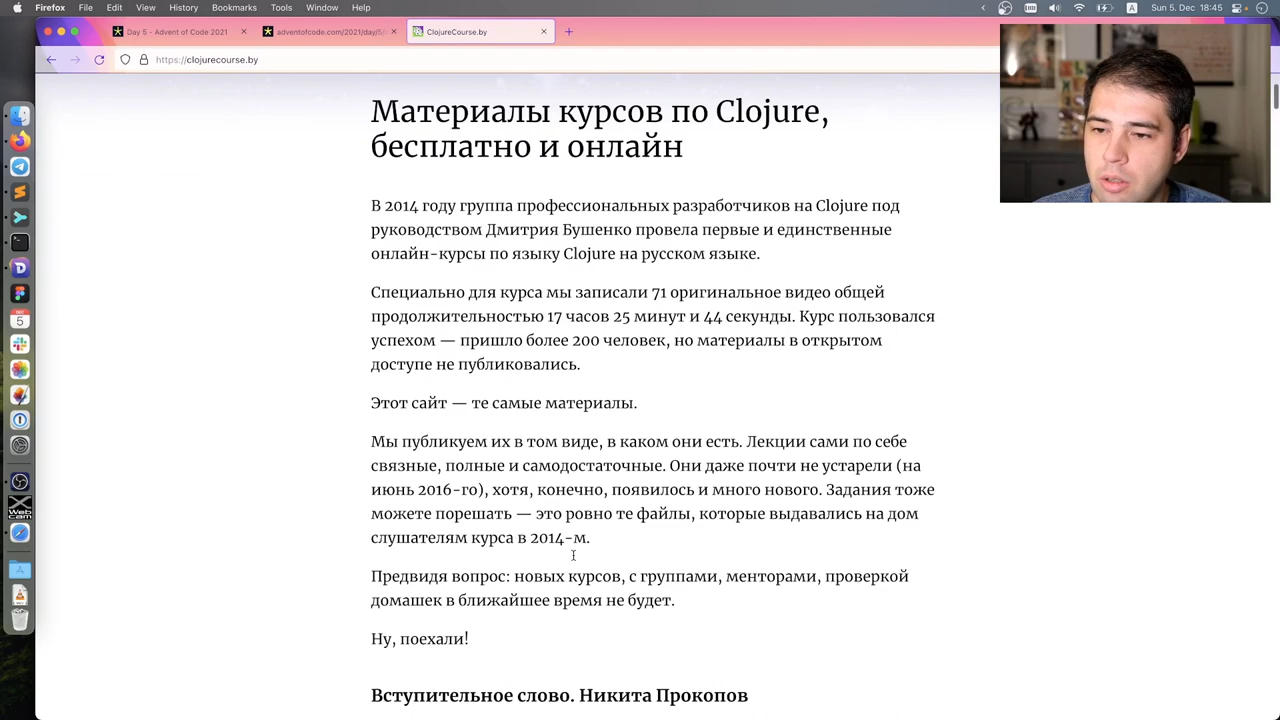 Firefox File Edit View History Bookmarks Tools Window Help
Sun 5. Dec 18:45
Day 5 - Advent of Code 2021
adventofcode.com/2021/day/5/
ClojureCourse.by
https://clojurecourse.by
Материалы курсов по Clojure,
бесплатно и онлайн
В 2014 году группа профессиональных разработчиков на Clojure под
руководством Дмитрия Бушенко провела первые и единственные
онлайн-курсы по языку Clojure на русском языке.
Специально для курса мы записали 71 оригинальное видео общей
продолжительностью 17 часов 25 минут и 44 секунды. Курс пользовался
успехом — пришло более 200 человек, но материалы в открытом
доступе не публиковались.
Этот сайт — те самые материалы.
Мы публикуем их в том виде, в каком они есть. Лекции сами по себе
связные, полные и самодостаточные. Они даже почти не устарели (на
июнь 2016-го), хотя, конечно, появилось и много нового. Задания тоже
можете порешать — это ровно те файлы, которые выдавались на дом
слушателям курса в 2014-м.
Предвидя вопрос: новых курсов, с группами, менторами, проверкой
домашек в ближайшее время не будет.
Ну, поехали!
Вступительное слово. Никита Прокопов